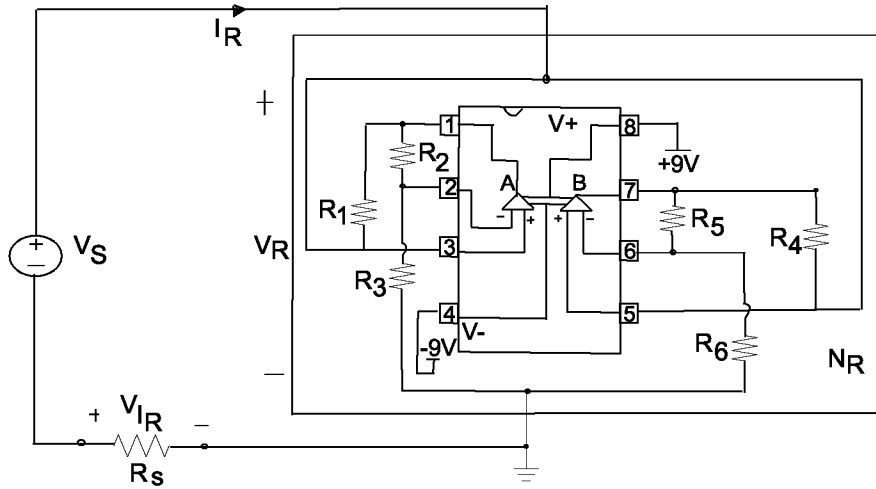 I_R
+
1
V+
8
R_2
+9V
A
B
2
7
R_1
−
+
+
−
R_5
R_4
+
−
V_S
V_R
3
6
R_3
4
V-
5
-9V
R_6
N_R
−
+
V_I_R
−
R_s